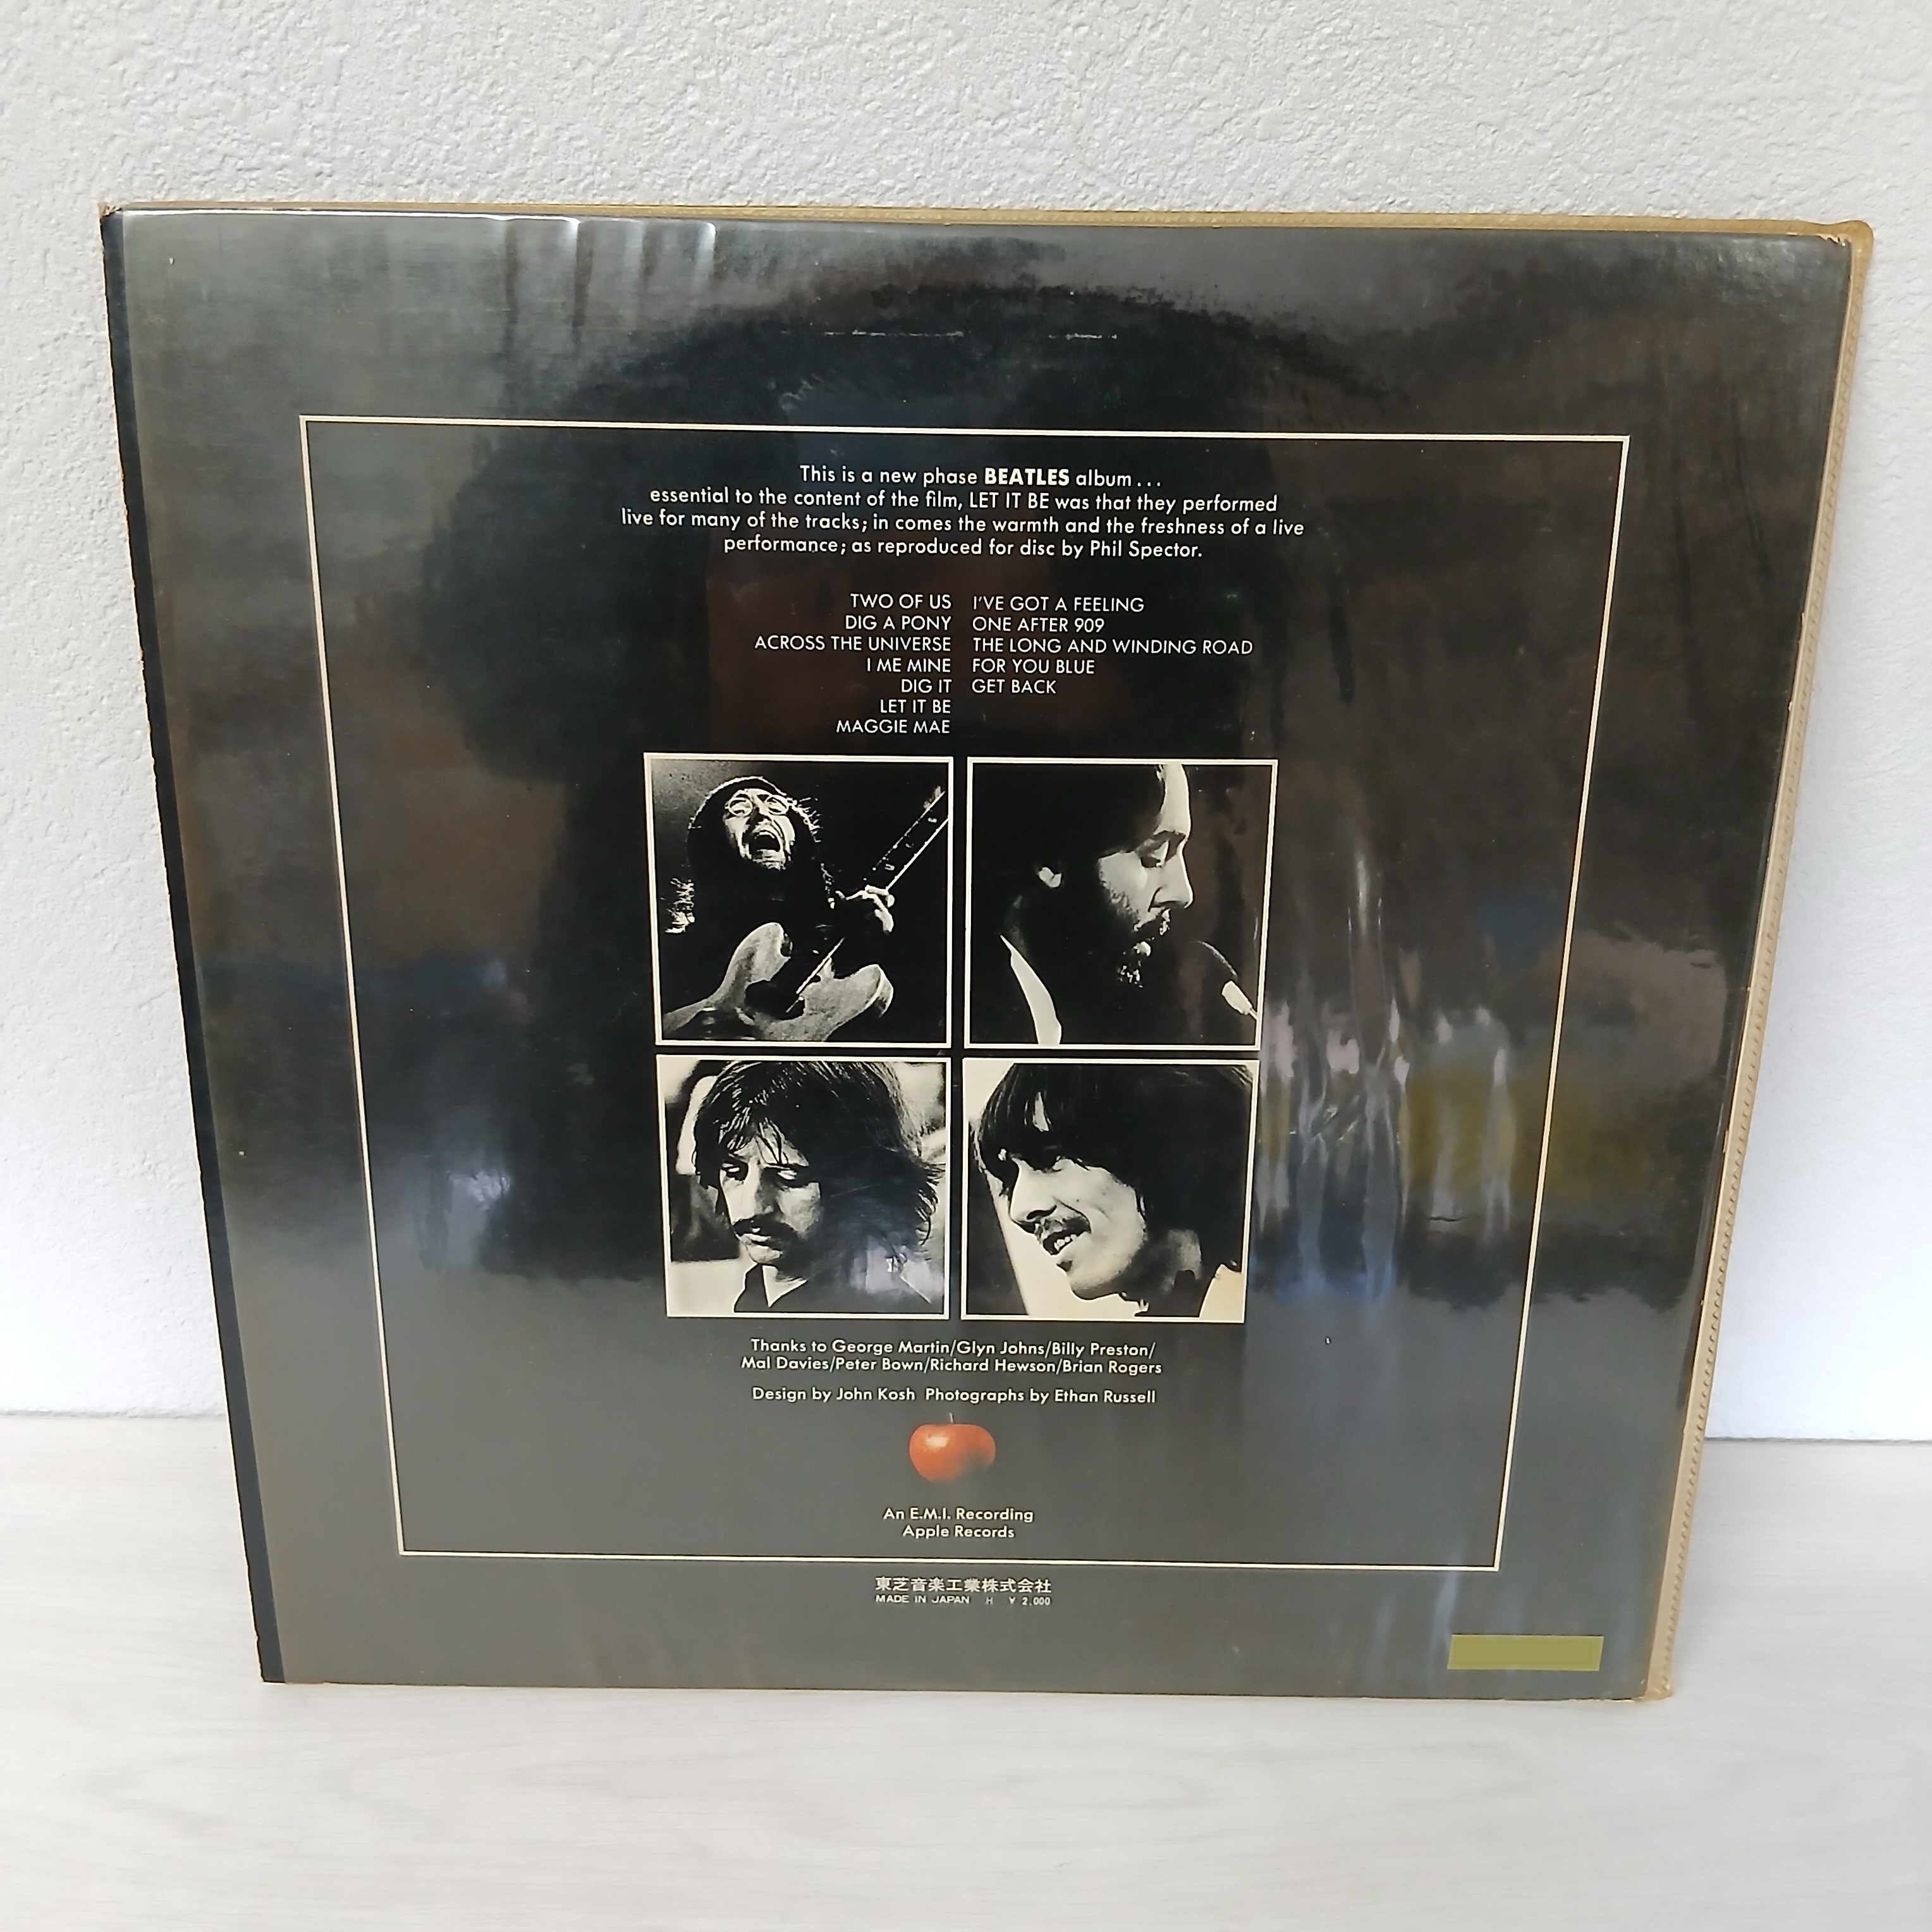 This is a new phase BEATLES album . . .
essential to the content of the film, LET IT BE was that they performed
live for many of the tracks; in comes the warmth and the freshness of a live
performance; as reproduced for disc by Phil Spector.
TWO OF US
DIG A PONY
ACROSS THE UNIVERSE
I ME MINE
DIG IT
LET IT BE
MAGGIE MAE
I'VE GOT A FEELING
ONE AFTER 909
THE LONG AND WINDING ROAD
FOR YOU BLUE
GET BACK
Thanks to George Martin/Glyn Johns/Billy Preston/
Mal Davies/Peter Bown/Richard Hewson/Brian Rogers
Design by John Kosh Photographs by Ethan Russell
An E.M.I. Recording
Apple Records
東芝音楽工業株式会社
MADE IN JAPAN H ¥ 2,000